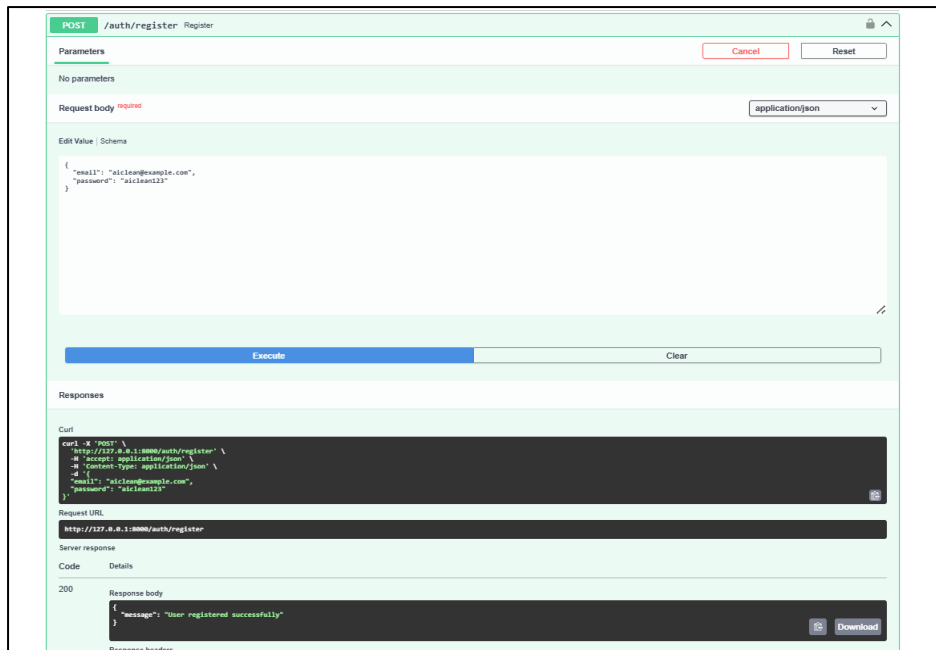 POST /auth/register Register
Parameters
Cancel
Reset
No parameters
Request body required
application/json
Edit Value | Schema
{
  "email": "aiclean@example.com",
  "password": "aiclean123"
}
Execute
Clear
Responses
Curl
curl -X 'POST' \
  'http://127.0.0.1:8000/auth/register' \
  -H 'accept: application/json' \
  -H 'Content-Type: application/json' \
  -d '{
  "email": "aiclean@example.com",
  "password": "aiclean123"
}'
Request URL
http://127.0.0.1:8000/auth/register
Server response
Code Details
200
Response body
{
  "message": "User registered successfully"
}
Download
Response headers